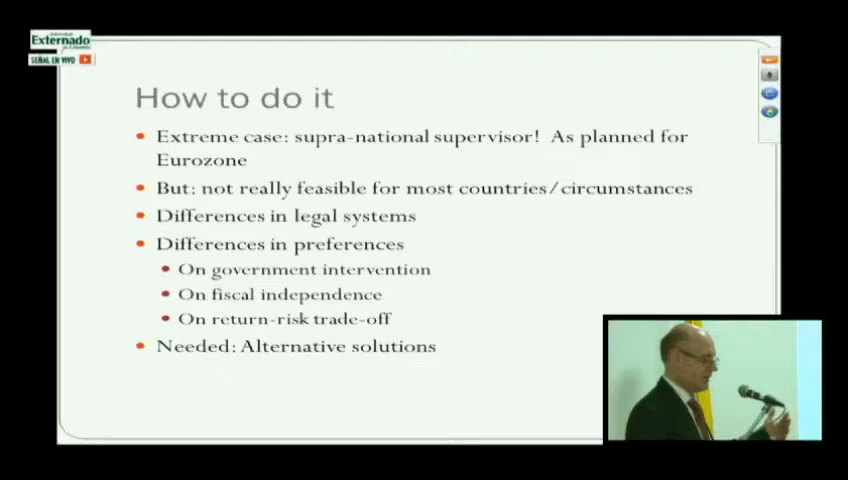 Externado
SEÑAL EN VIVO
How to do it
Extreme case: supra-national supervisor! As planned for
Eurozone
But: not really feasible for most countries/circumstances
Differences in legal systems
Differences in preferences
On government intervention
On fiscal independence
On return-risk trade-off
Needed: Alternative solutions